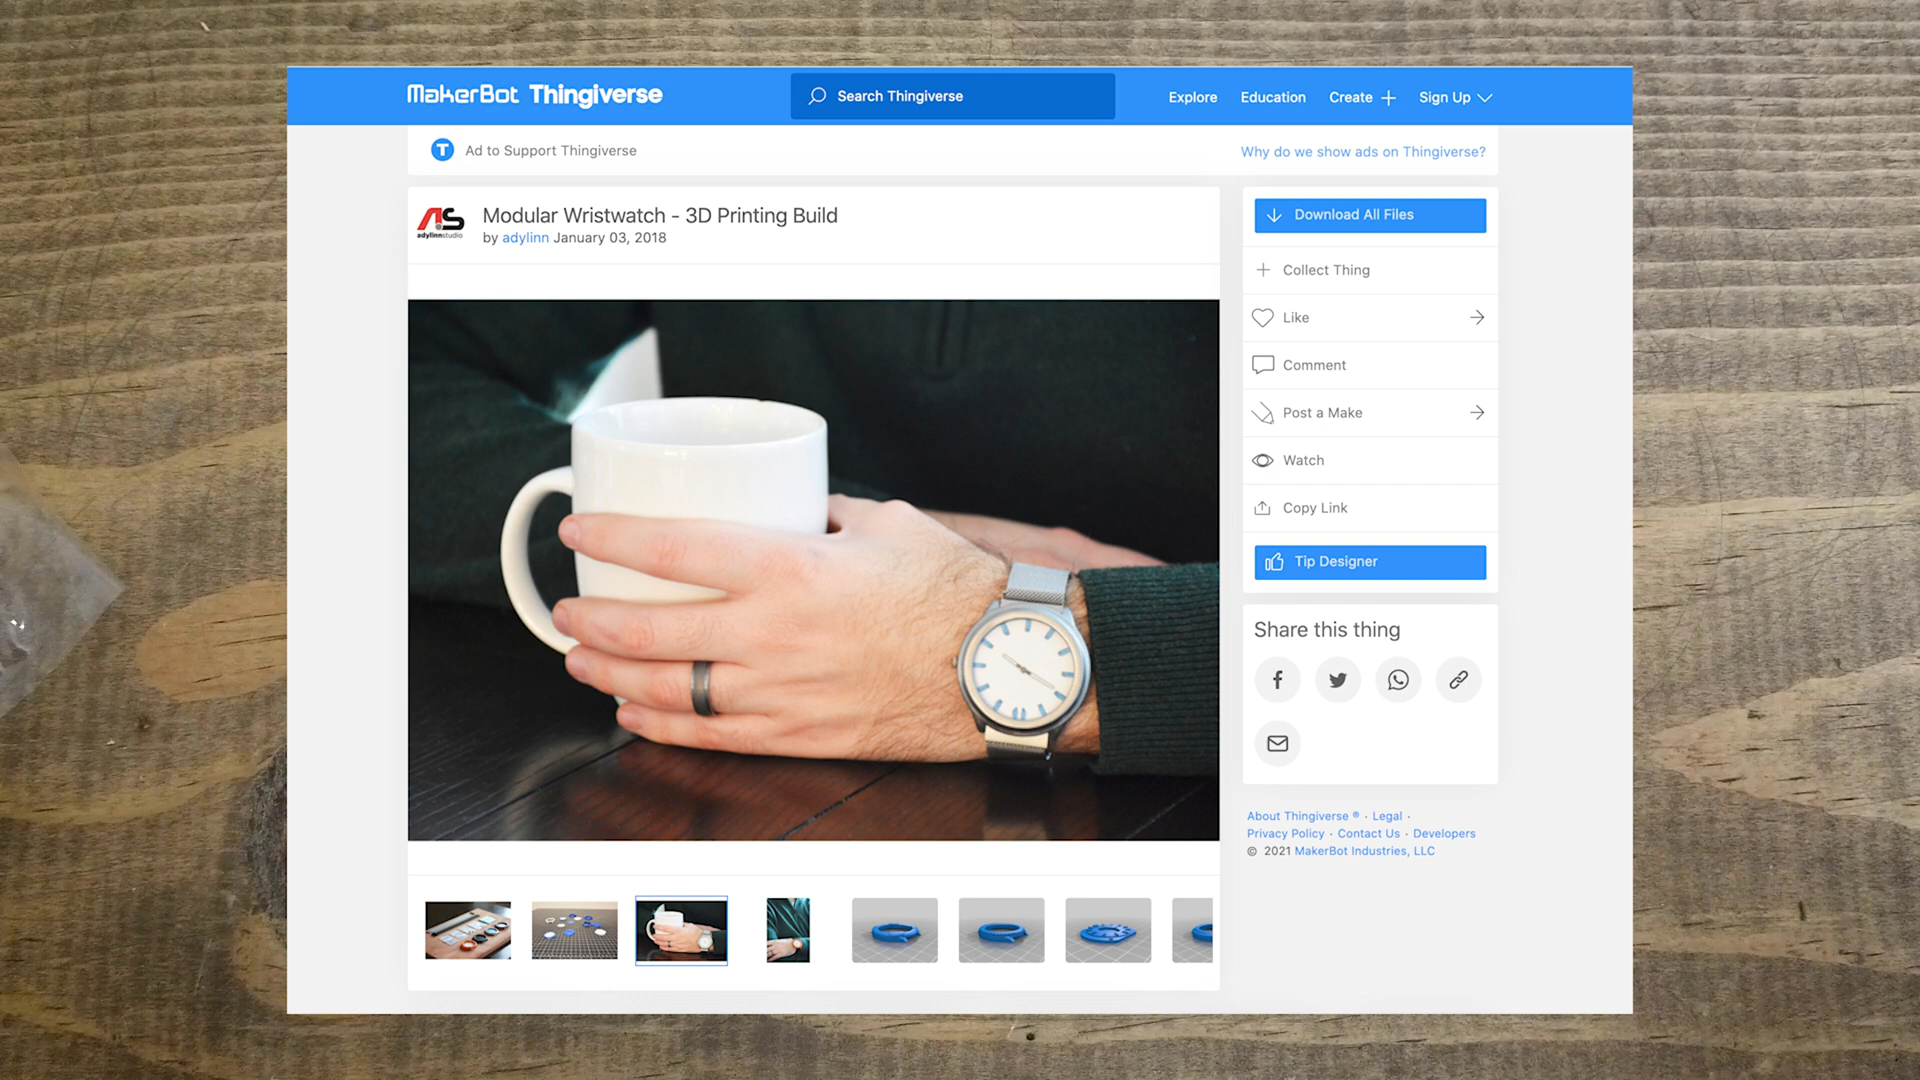 MakerBot Thingiverse
Search Thingiverse
Explore
Education
Create
Sign Up
Ad to Support Thingiverse
Why do we show ads on Thingiverse?
AS
adylinnstudio
Modular Wristwatch - 3D Printing Build
by adylinn January 03, 2018
Download All Files
Collect Thing
Like
Comment
Post a Make
Watch
Copy Link
Tip Designer
Share this thing
About Thingiverse ® · Legal ·
Privacy Policy · Contact Us · Developers
© 2021 MakerBot Industries, LLC